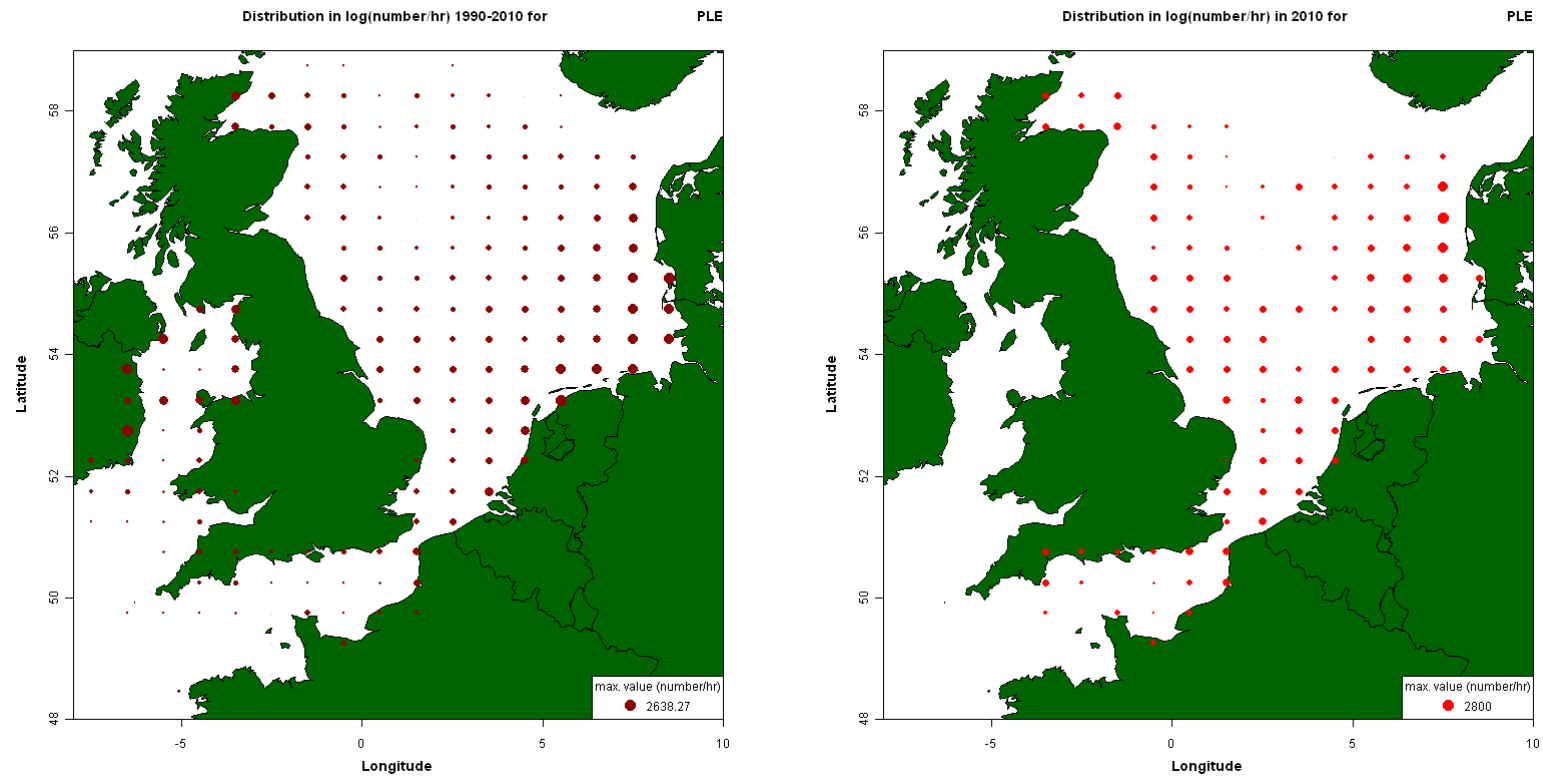 Distribution in log(number/hr) 1990-2010 for PLE
58
56
54
52
50
48
Latitude
-5
0
5
10
Longitude
max. value (number/hr)
2638.27
Distribution in log(number/hr) in 2010 for PLE
58
56
54
52
50
48
Latitude
-5
0
5
10
Longitude
max. value (number/hr)
2800